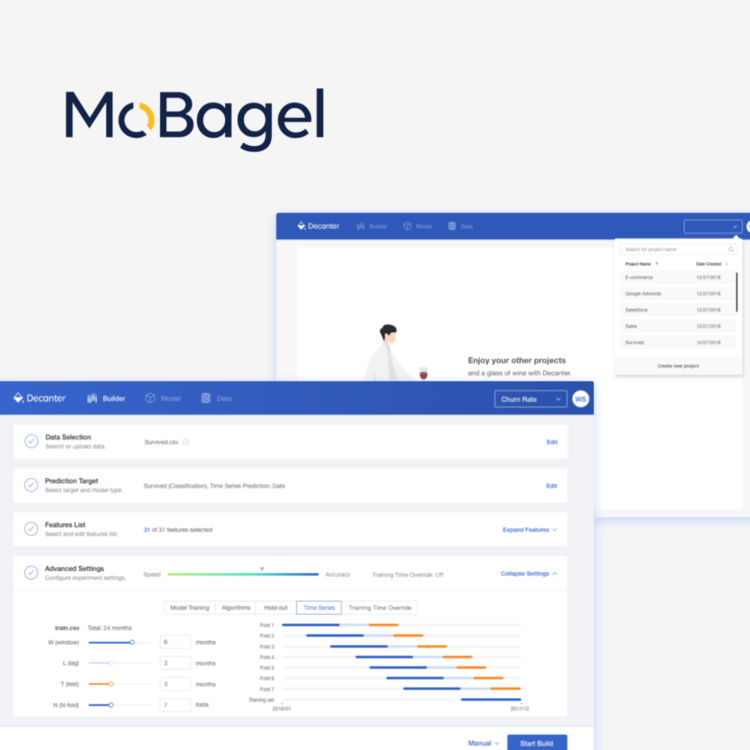 MoBagel
Decanter Builder Model Data
Search for project name
Project Name Date Created
E-commerce 12/27/2018
Google Adwords 12/27/2018
Salesforce 12/27/2018
Sales 12/27/2018
Survived 12/27/2018
Create new project
Enjoy your other projects
and a glass of wine with Decanter.
Decanter Builder Model Data Churn Rate WS
Data Selection
Search or upload data.
Survived.csv
Edit
Prediction Target
Select target and model type.
Survived (Classification), Time Series Prediction: Date
Edit
Features List
Select and edit features list.
31 of 31 features selected
Expand Features
Advanced Settings
Configure experiment settings.
Speed Accuracy
Training Time Override: Off
Collapse Settings
Model Training Algorithms Hold-out Time Series Training Time Override
train.csv Total: 24 months
W (window) 6 months
L (lag) 3 months
T (test) 3 months
N (N-fold) 7 folds
Fold 1
Fold 2
Fold 3
Fold 4
Fold 5
Fold 6
Fold 7
Training set
2016/01 2017/12
Manual Start Build